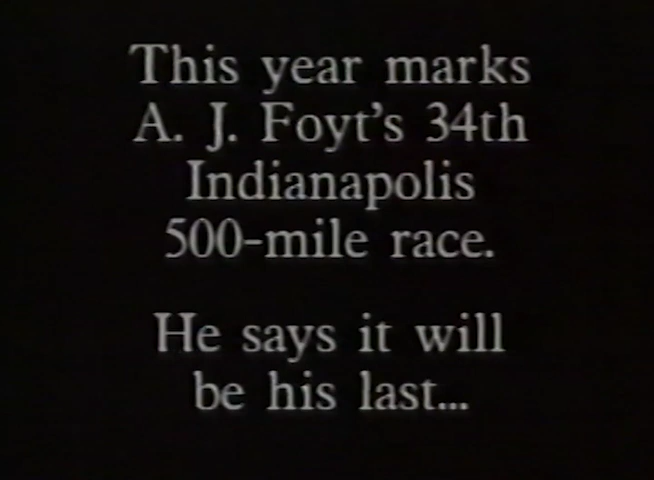 This year marks
A. J. Foyt's 34th
Indianapolis
500-mile race.
He says it will
be his last...